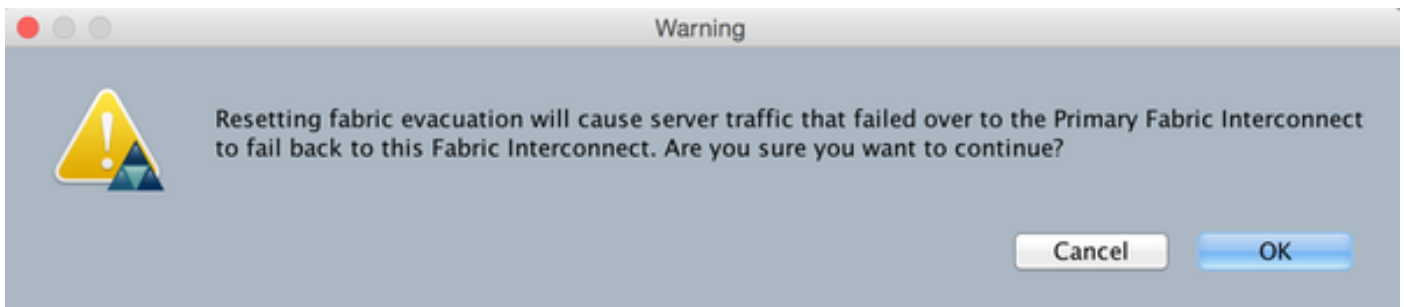 Warning
Resetting fabric evacuation will cause server traffic that failed over to the Primary Fabric Interconnect
to fail back to this Fabric Interconnect. Are you sure you want to continue?
Cancel
OK